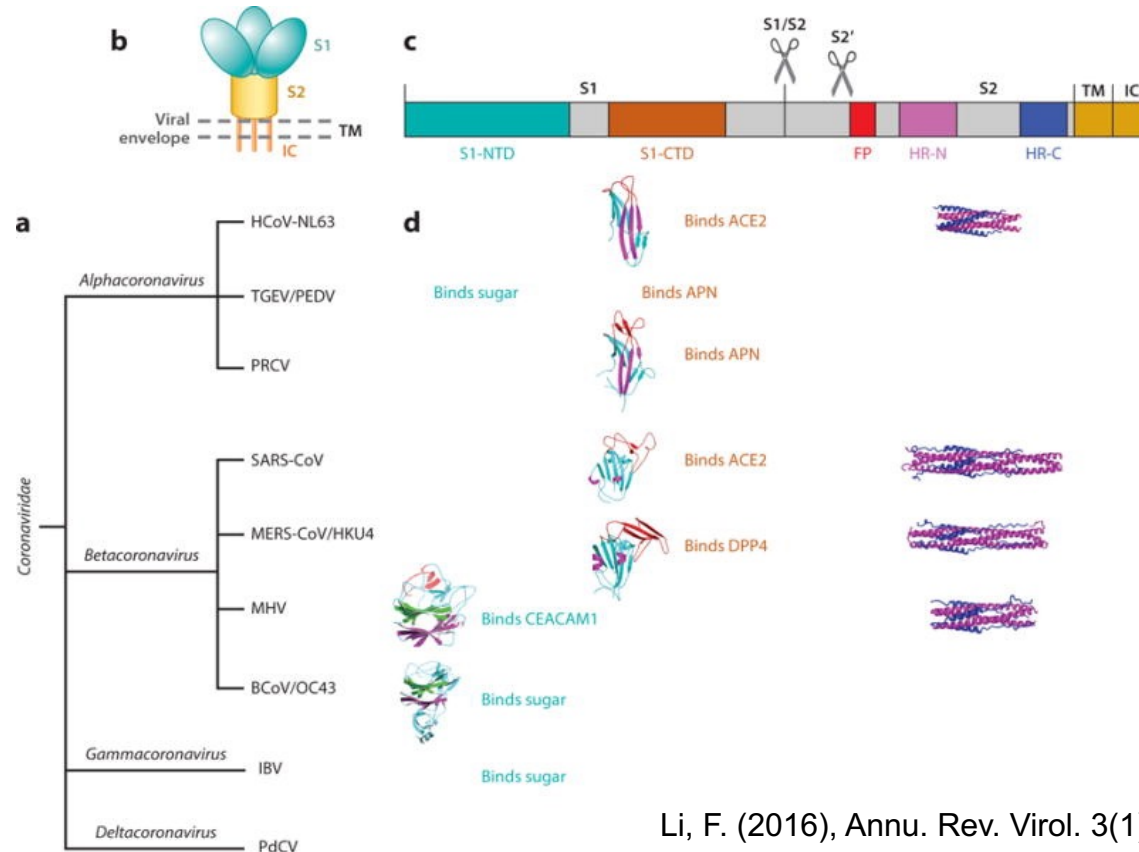 b
S1
S2
Viral
envelope
TM
IC
c
S1/S2
S2′
S1
S2
TM
IC
S1-NTD
S1-CTD
FP
HR-N
HR-C
a
Coronaviridae
Alphacoronavirus
HCoV-NL63
TGEV/PEDV
PRCV
Betacoronavirus
SARS-CoV
MERS-CoV/HKU4
MHV
BCoV/OC43
Gammacoronavirus
IBV
Deltacoronavirus
PdCV
d
Binds ACE2
Binds sugar
Binds APN
Binds APN
Binds ACE2
Binds DPP4
Binds CEACAM1
Binds sugar
Binds sugar
Li, F. (2016), Annu. Rev. Virol. 3(1)